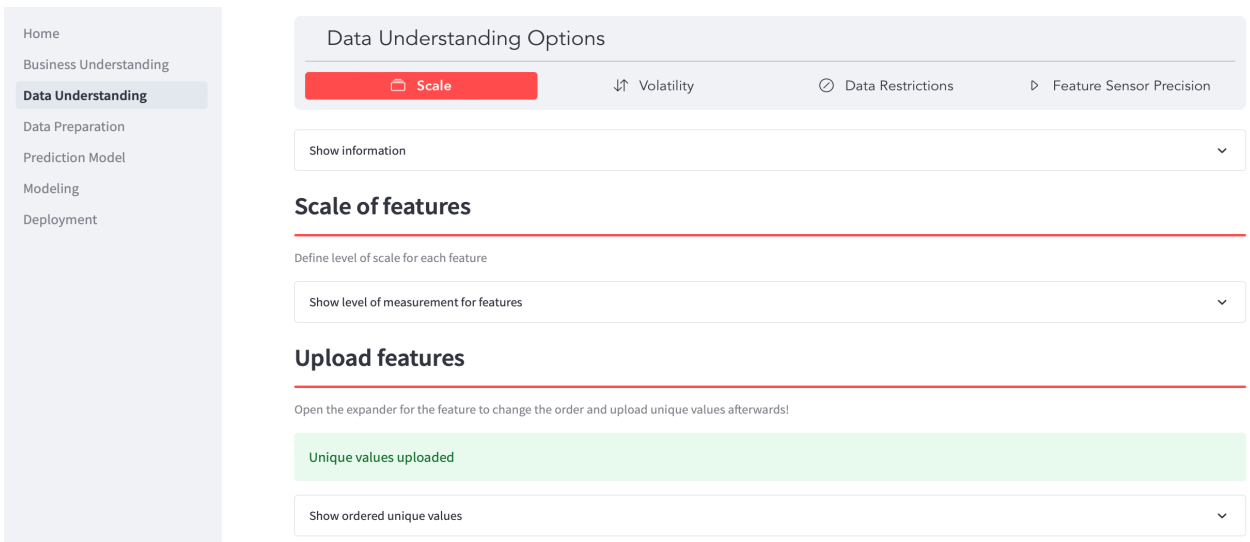 Home
Business Understanding
Data Understanding
Data Preparation
Prediction Model
Modeling
Deployment
Data Understanding Options
Scale
Volatility
Data Restrictions
Feature Sensor Precision
Show information
Scale of features
Define level of scale for each feature
Show level of measurement for features
Upload features
Open the expander for the feature to change the order and upload unique values afterwards!
Unique values uploaded
Show ordered unique values